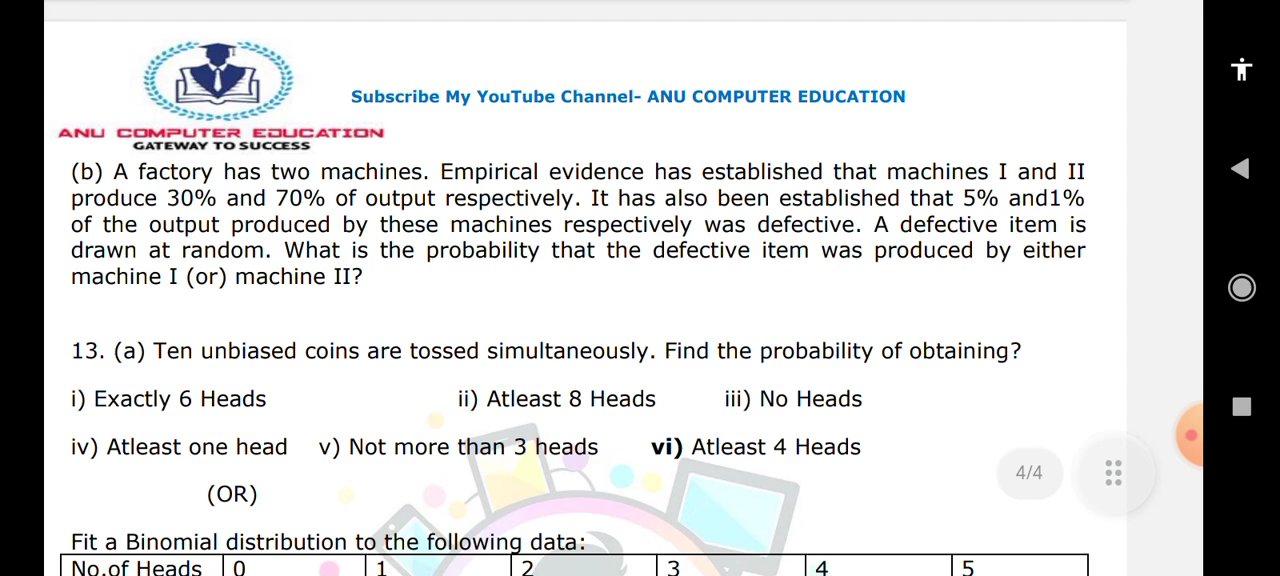 Subscribe My YouTube Channel- ANU COMPUTER EDUCATION
ANU COMPUTER EDUCATION
GATEWAY TO SUCCESS
(b) A factory has two machines. Empirical evidence has established that machines I and II
produce 30% and 70% of output respectively. It has also been established that 5% and1%
of the output produced by these machines respectively was defective. A defective item is
drawn at random. What is the probability that the defective item was produced by either
machine I (or) machine II?
13. (a) Ten unbiased coins are tossed simultaneously. Find the probability of obtaining?
i) Exactly 6 Heads ii) Atleast 8 Heads iii) No Heads
iv) Atleast one head v) Not more than 3 heads vi) Atleast 4 Heads
4/4
(OR)
Fit a Binomial distribution to the following data:
No.of Heads 0 1 2 3 4 5